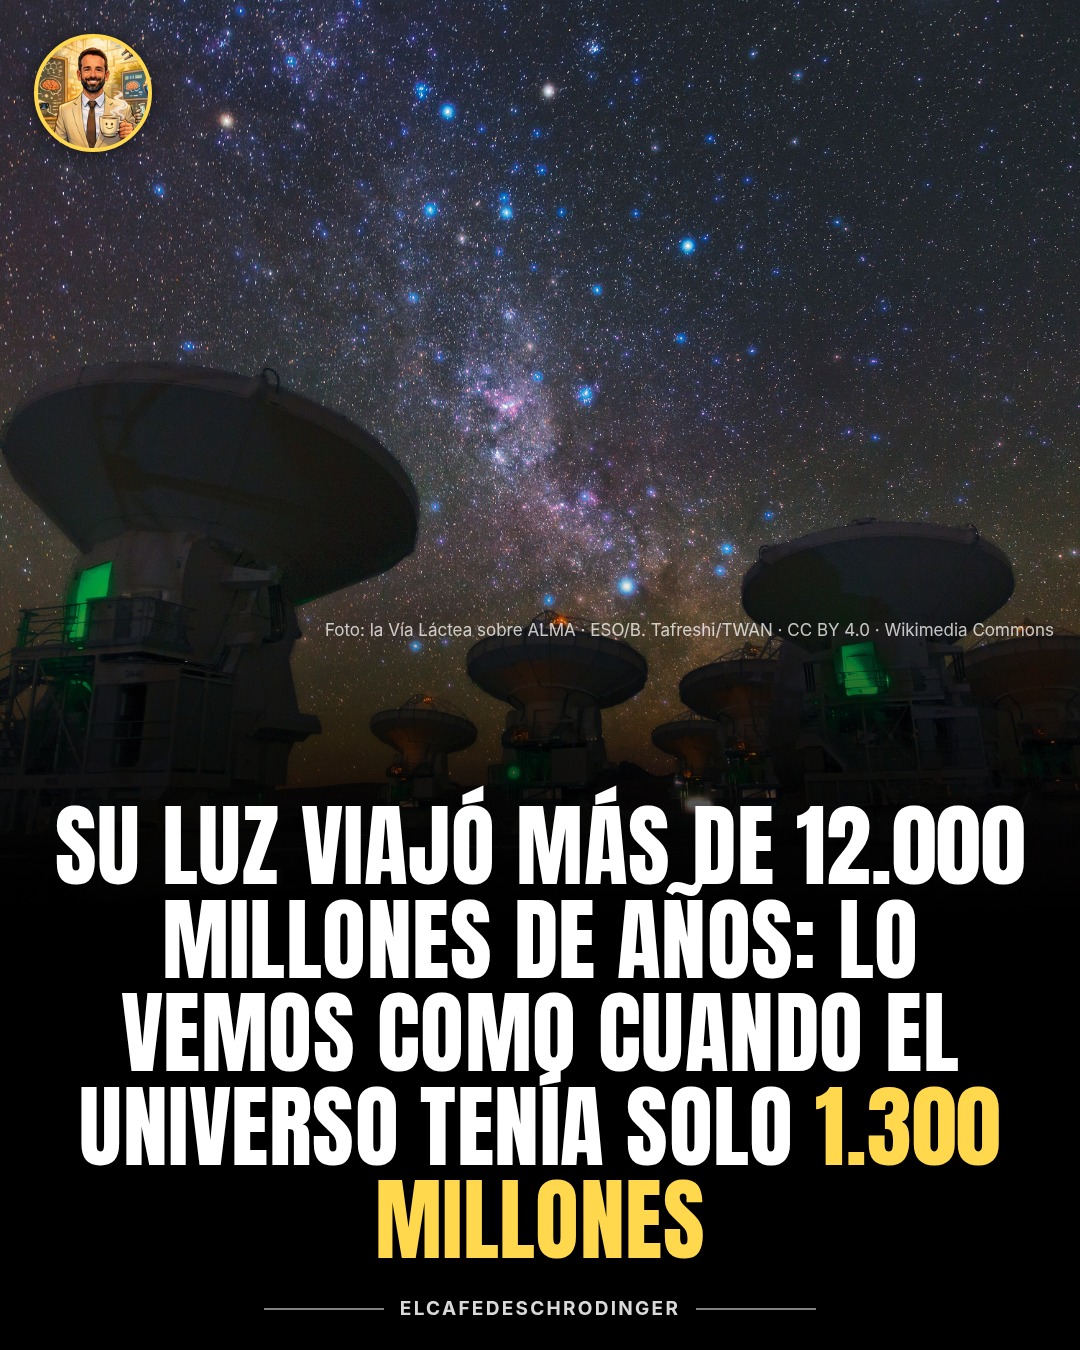 Foto: la Vía Láctea sobre ALMA · ESO/B. Tafreshi/TWAN · CC BY 4.0 · Wikimedia Commons
SU LUZ VIAJÓ MÁS DE 12.000
MILLONES DE AÑOS: LO
VEMOS COMO CUANDO EL
UNIVERSO TENÍA SOLO 1.300
MILLONES
ELCAFEDESCHRODINGER